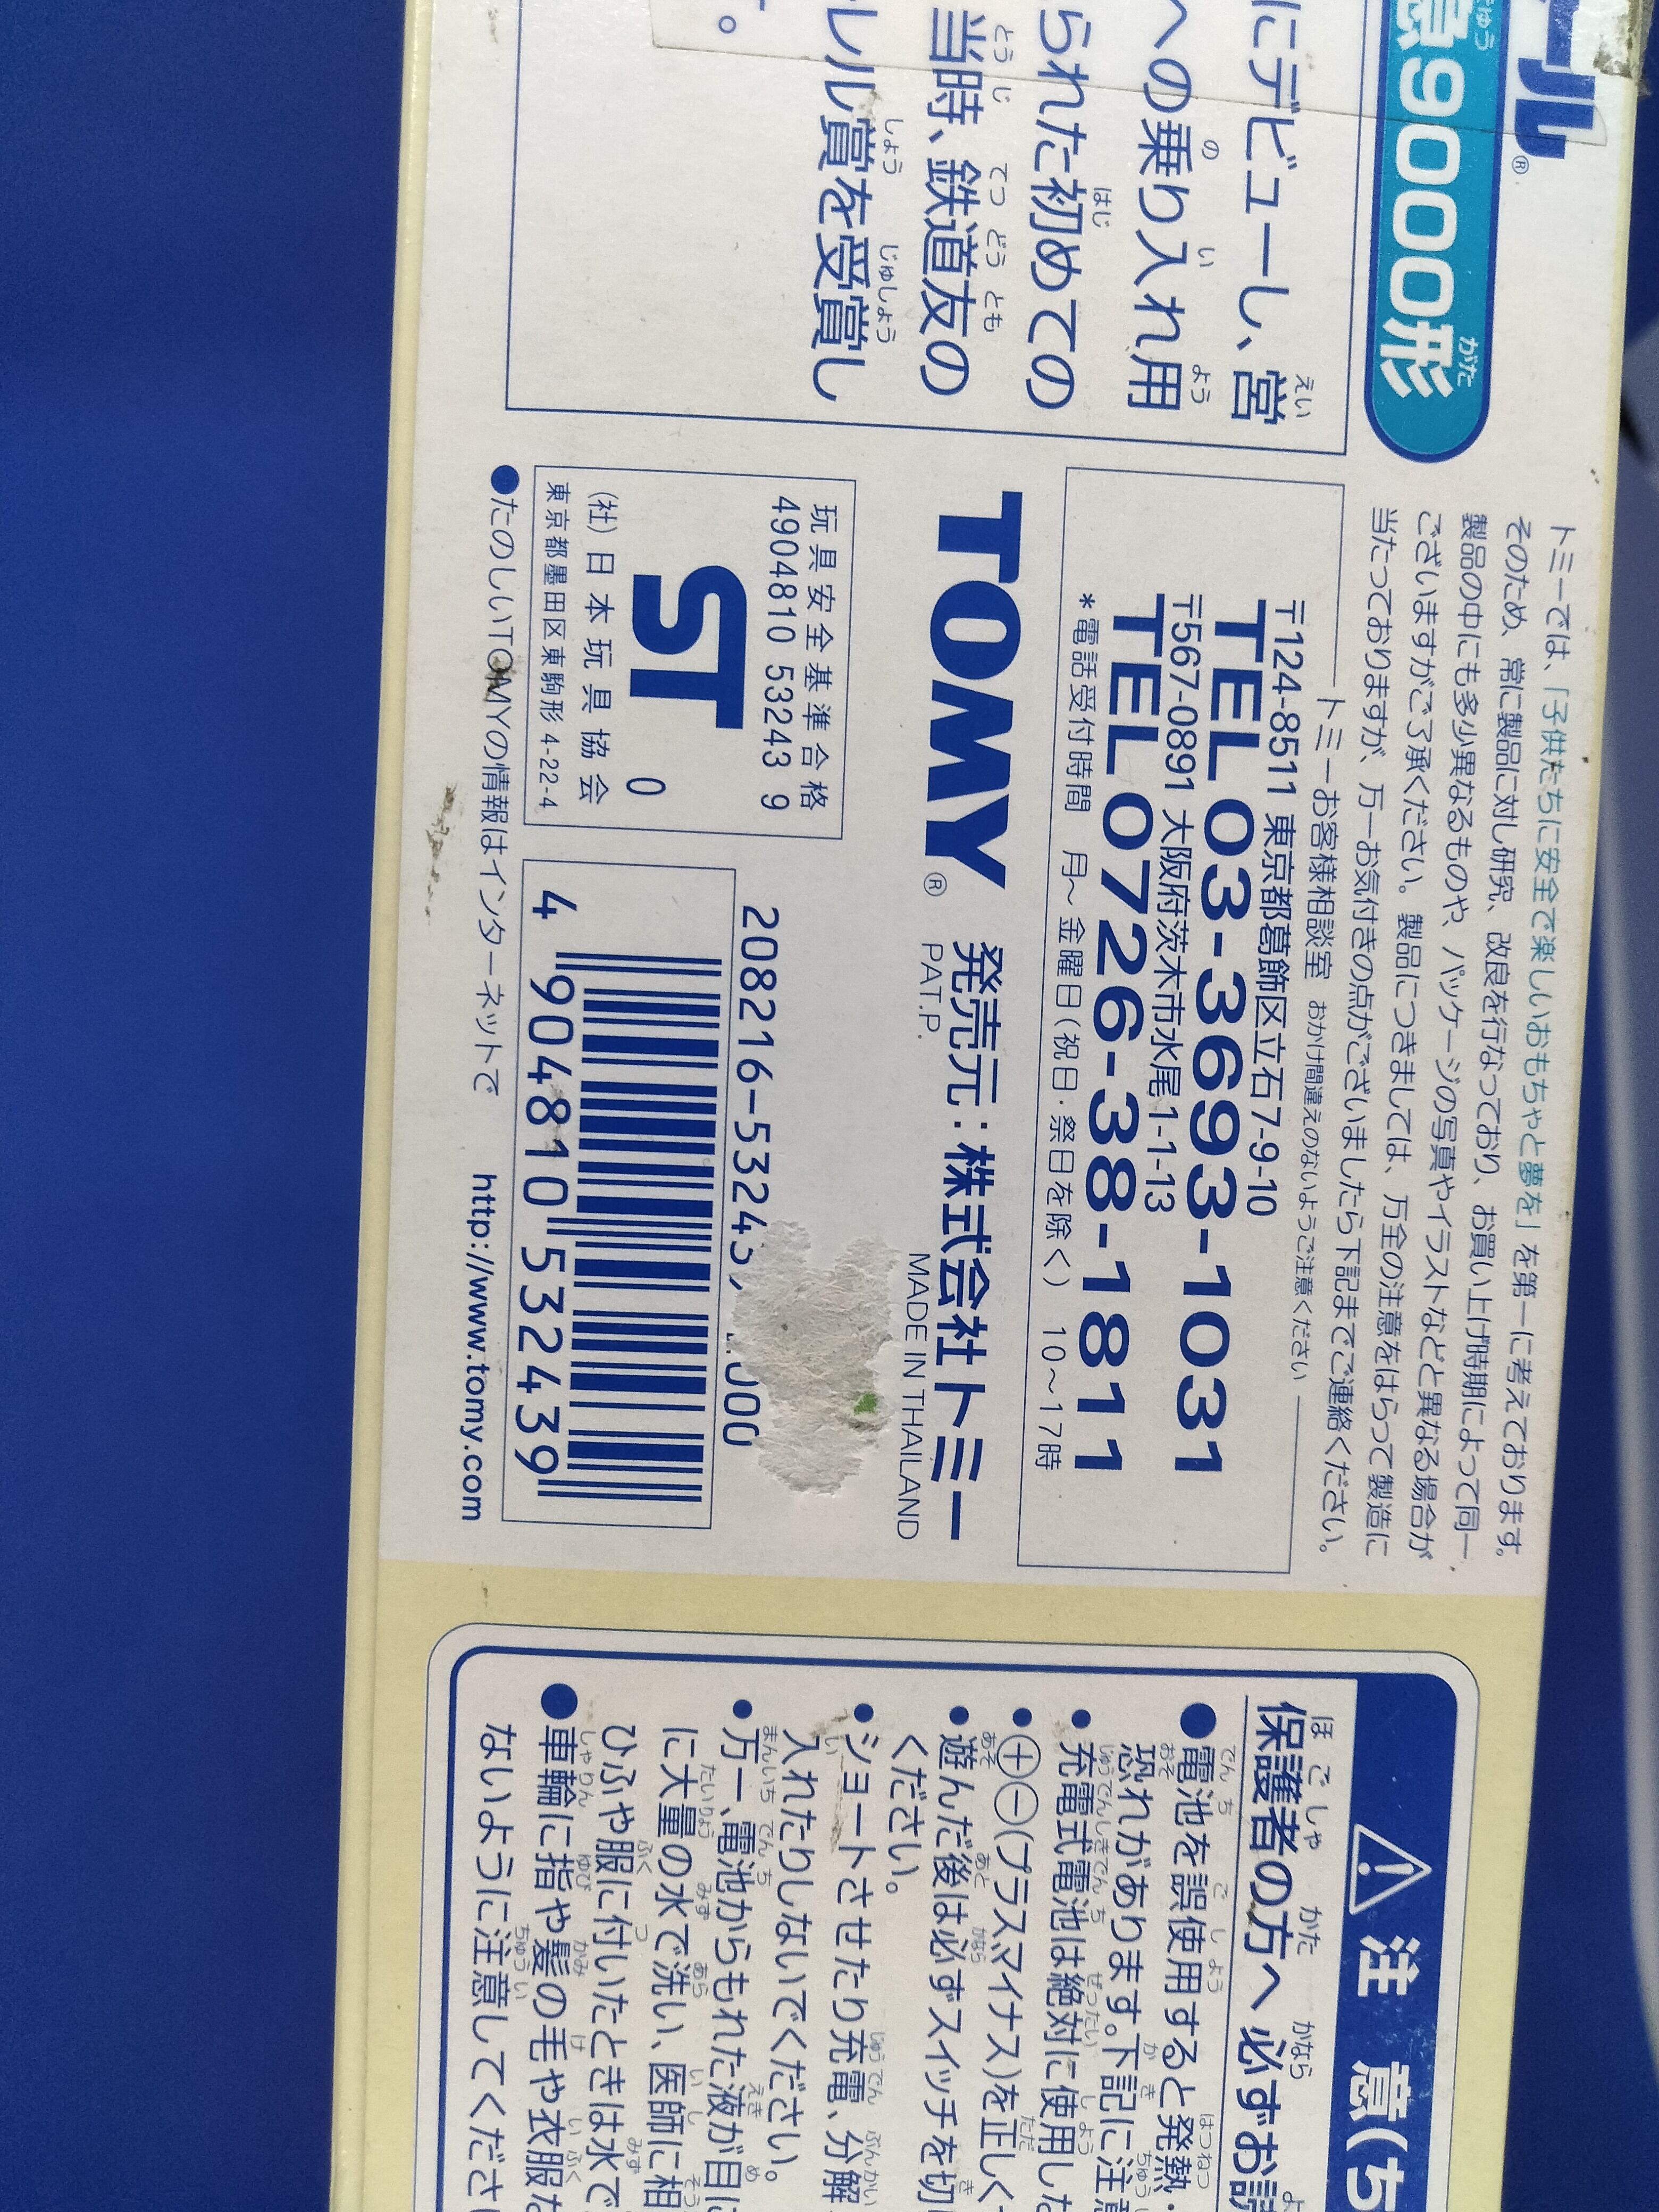 ール®
急9000形
にデビューし、営
への乗り入れ用
られた初めての
当時、鉄道友の
レル賞を受賞し
す。
トミーでは、「子供たちに安全で楽しいおもちゃと夢を」を第一に考えております。
そのため、常に製品に対し研究、改良を行なっており、お買い上げ時期によって同一
製品の中にも多少異なるものや、パッケージの写真やイラストなどと異なる場合が
ございますがご了承ください。製品につきましては、万全の注意をはらって製造に
当たっておりますが、万一お気付きの点がございましたら下記までご連絡ください。
トミーお客様相談室 おかけ間違えのないようご注意ください
〒124-8511 東京都葛飾区立石7-9-10
TEL 03-3693-1031
〒567-0891 大阪府茨木市水尾1-1-13
TEL 0726-38-1811
*電話受付時間 月~金曜日(祝日・祭日を除く) 10~17時
TOMY® 発売元:株式会社トミー
PAT.P. MADE IN THAILAND
玩具安全基準合格
4904810 53243 9
ST
0
(社)日本玩具協会
東京都墨田区東駒形 4-22-4
208216-53243
000
4 904810 532439
●たのしいTOMYの情報はインターネットで http://www.tomy.com
注意(ち
保護者の方へ 必ずお読
●電池を誤使用すると発熱・
恐れがあります。下記に注意
●充電式電池は絶対に使用しな
●⊕⊖(プラスマイナス)を正しく
●遊んだ後は必ずスイッチを切
ください。
●ショートさせたり充電、分解
入れたりしないでください。
●万一、電池からもれた液が目に
に大量の水で洗い、医師に相
ひふや服に付いたときは水で
●車輪に指や髪の毛や衣服な
ないように注意してくださ